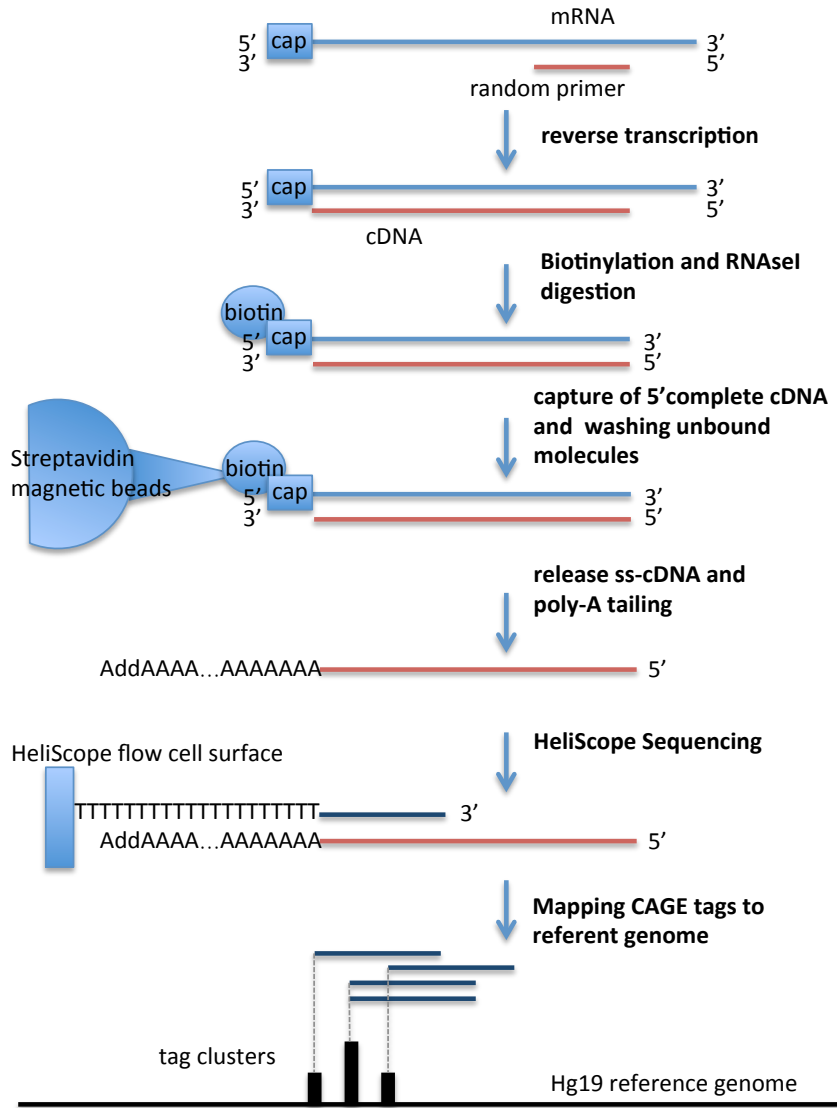 mRNA
5’ cap 3’
3’ 5’
random primer
reverse transcription
5’ cap 3’
3’ 5’
cDNA
Biotinylation and RNAseI
digestion
biotin
5’ cap 3’
3’ 5’
capture of 5’complete cDNA
and washing unbound
molecules
Streptavidin
magnetic beads
biotin
5’ cap 3’
3’ 5’
release ss-cDNA and
poly-A tailing
AddAAAA...AAAAAAA 5’
HeliScope Sequencing
HeliScope flow cell surface
TTTTTTTTTTTTTTTTTTTT 3’
AddAAAA...AAAAAAA 5’
Mapping CAGE tags to
referent genome
tag clusters
Hg19 reference genome